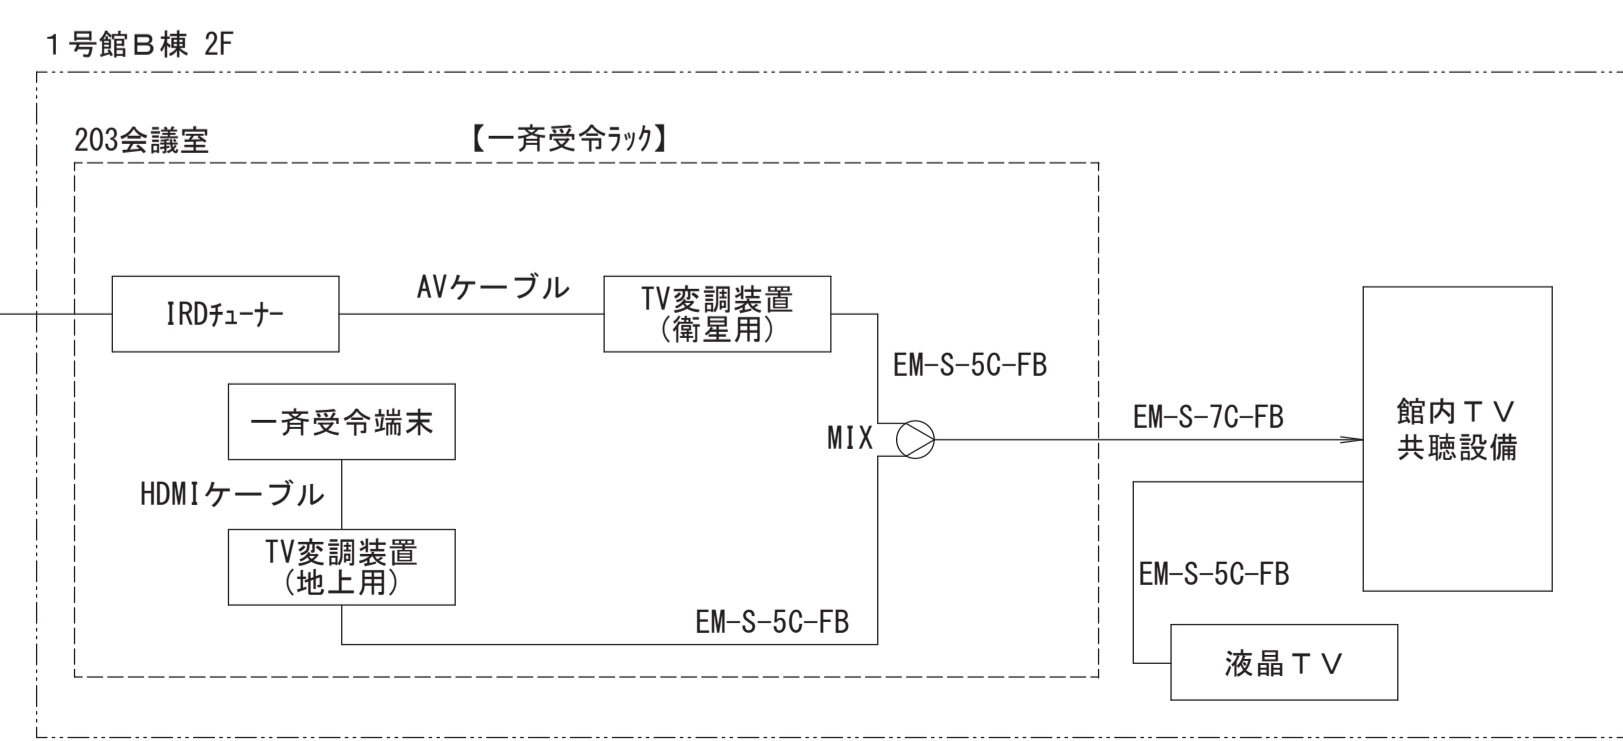 １号館Ｂ棟 2F
203会議室
【一斉受令ﾗｯｸ】
IRDﾁｭｰﾅｰ
AVケーブル
TV変調装置
(衛星用)
EM-S-5C-FB
一斉受令端末
MIX
EM-S-7C-FB
館内ＴＶ
共聴設備
HDMIケーブル
TV変調装置
(地上用)
EM-S-5C-FB
EM-S-5C-FB
液晶ＴＶ